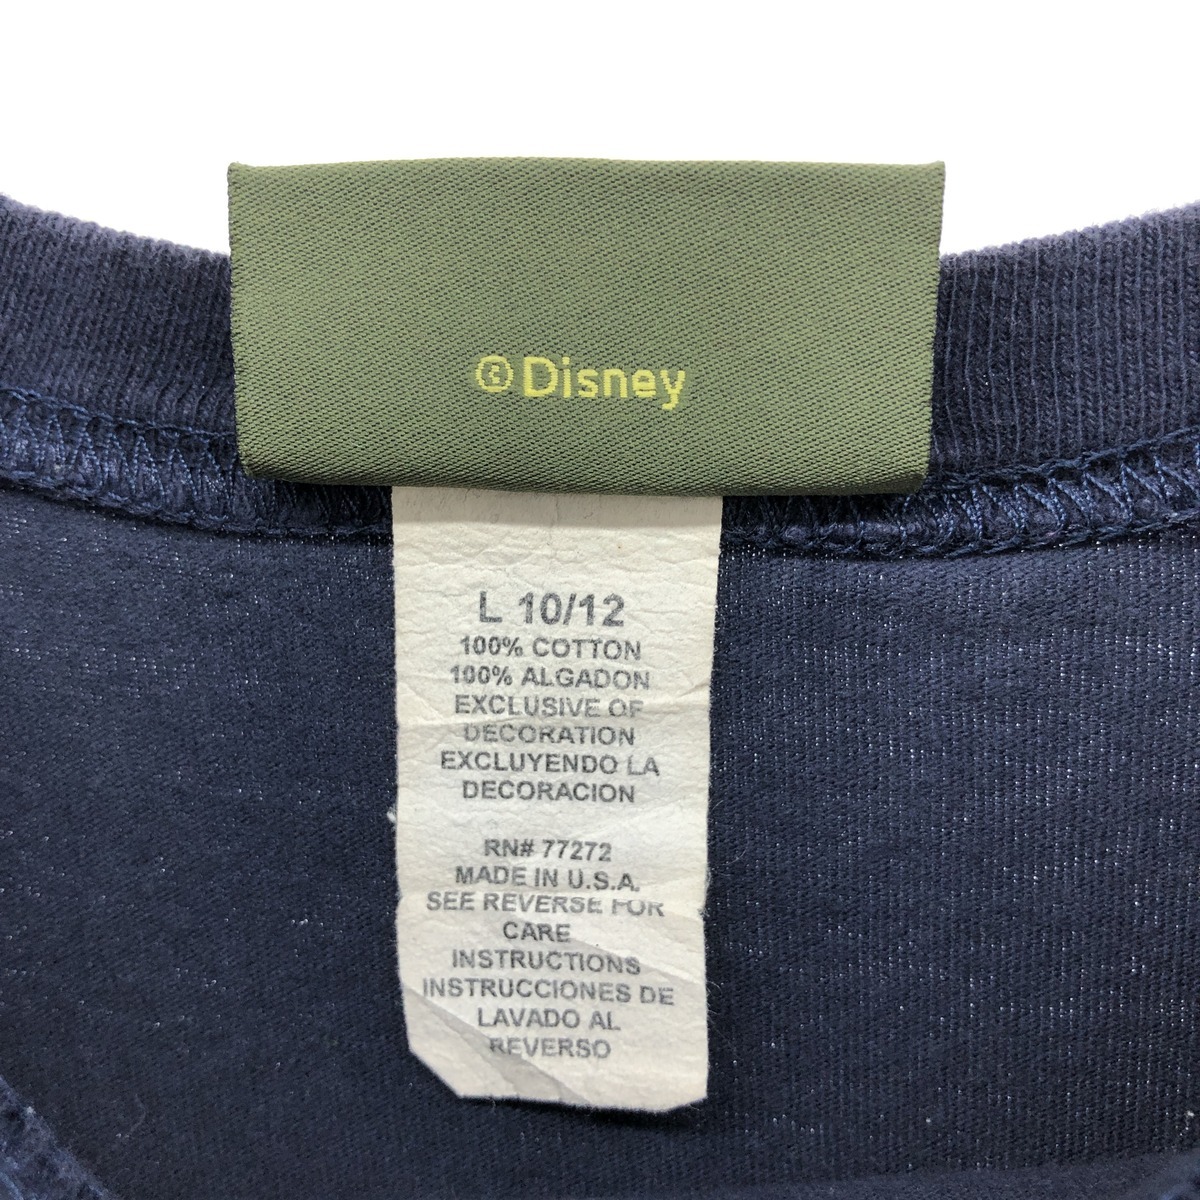 © Disney
L 10/12
100% COTTON
100% ALGADON
EXCLUSIVE OF
DECORATION
EXCLUYENDO LA
DECORACION
RN# 77272
MADE IN U.S.A.
SEE REVERSE FOR
CARE
INSTRUCTIONS
INSTRUCCIONES DE
LAVADO AL
REVERSO